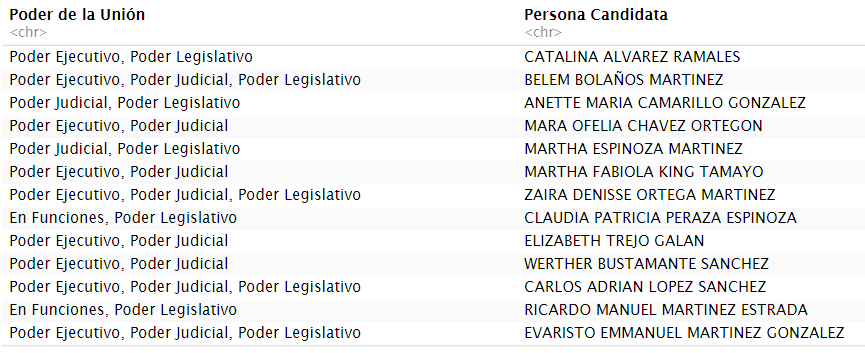 Poder de la Unión Persona Candidata
<chr> <chr>
Poder Ejecutivo, Poder Legislativo CATALINA ALVAREZ RAMALES
Poder Ejecutivo, Poder Judicial, Poder Legislativo BELEM BOLAÑOS MARTINEZ
Poder Judicial, Poder Legislativo ANETTE MARIA CAMARILLO GONZALEZ
Poder Ejecutivo, Poder Judicial MARA OFELIA CHAVEZ ORTEGON
Poder Judicial, Poder Legislativo MARTHA ESPINOZA MARTINEZ
Poder Ejecutivo, Poder Judicial MARTHA FABIOLA KING TAMAYO
Poder Ejecutivo, Poder Judicial, Poder Legislativo ZAIRA DENISSE ORTEGA MARTINEZ
En Funciones, Poder Legislativo CLAUDIA PATRICIA PERAZA ESPINOZA
Poder Ejecutivo, Poder Judicial ELIZABETH TREJO GALAN
Poder Ejecutivo, Poder Judicial WERTHER BUSTAMANTE SANCHEZ
Poder Ejecutivo, Poder Judicial, Poder Legislativo CARLOS ADRIAN LOPEZ SANCHEZ
En Funciones, Poder Legislativo RICARDO MANUEL MARTINEZ ESTRADA
Poder Ejecutivo, Poder Judicial, Poder Legislativo EVARISTO EMMANUEL MARTINEZ GONZALEZ